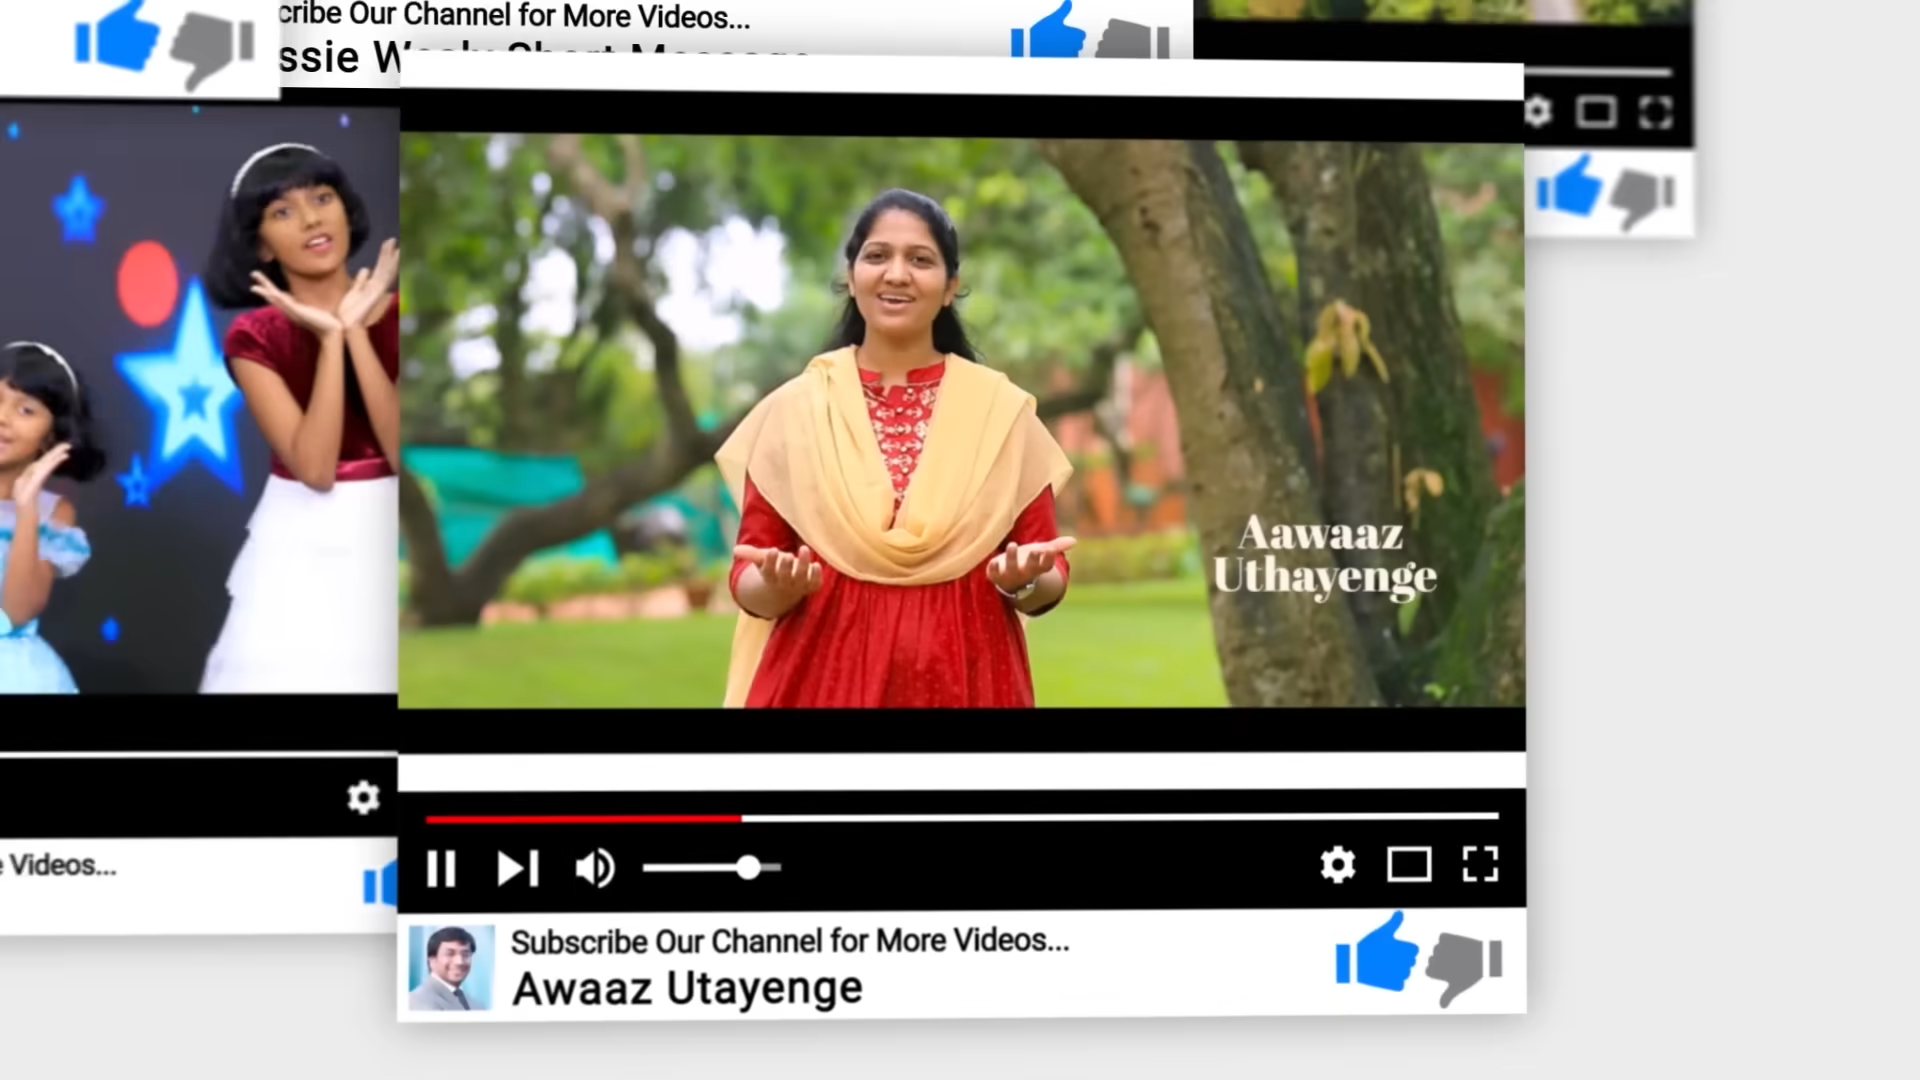 cribe Our Channel for More Videos...
ssie W
Aawaaz
Uthayenge
Videos...
Subscribe Our Channel for More Videos...
Awaaz Utayenge